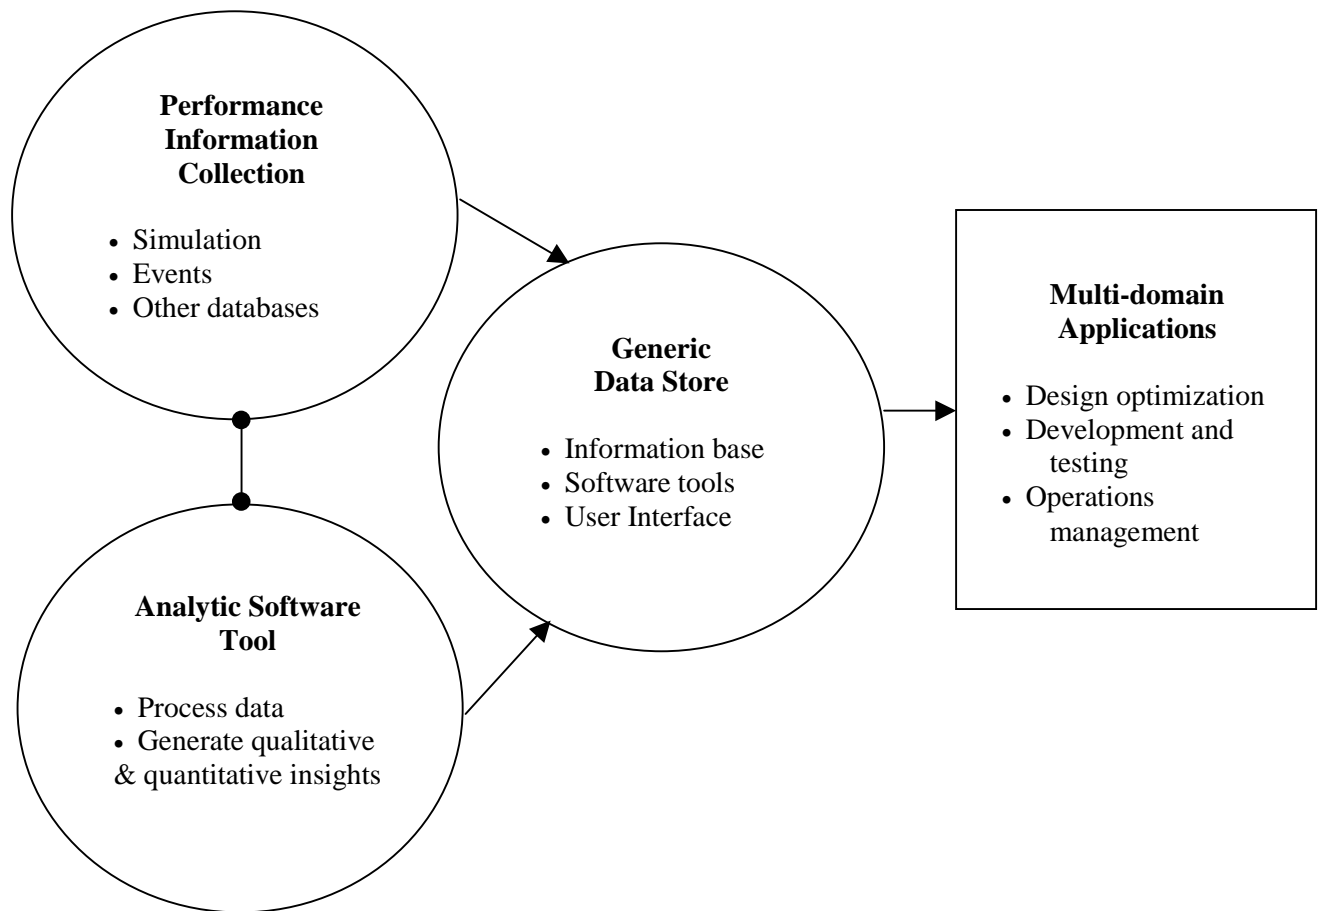 Performance
Information
Collection
• Simulation
• Events
• Other databases
Analytic Software
Tool
• Process data
• Generate qualitative
& quantitative insights
Generic
Data Store
• Information base
• Software tools
• User Interface
Multi-domain
Applications
• Design optimization
• Development and
testing
• Operations
management